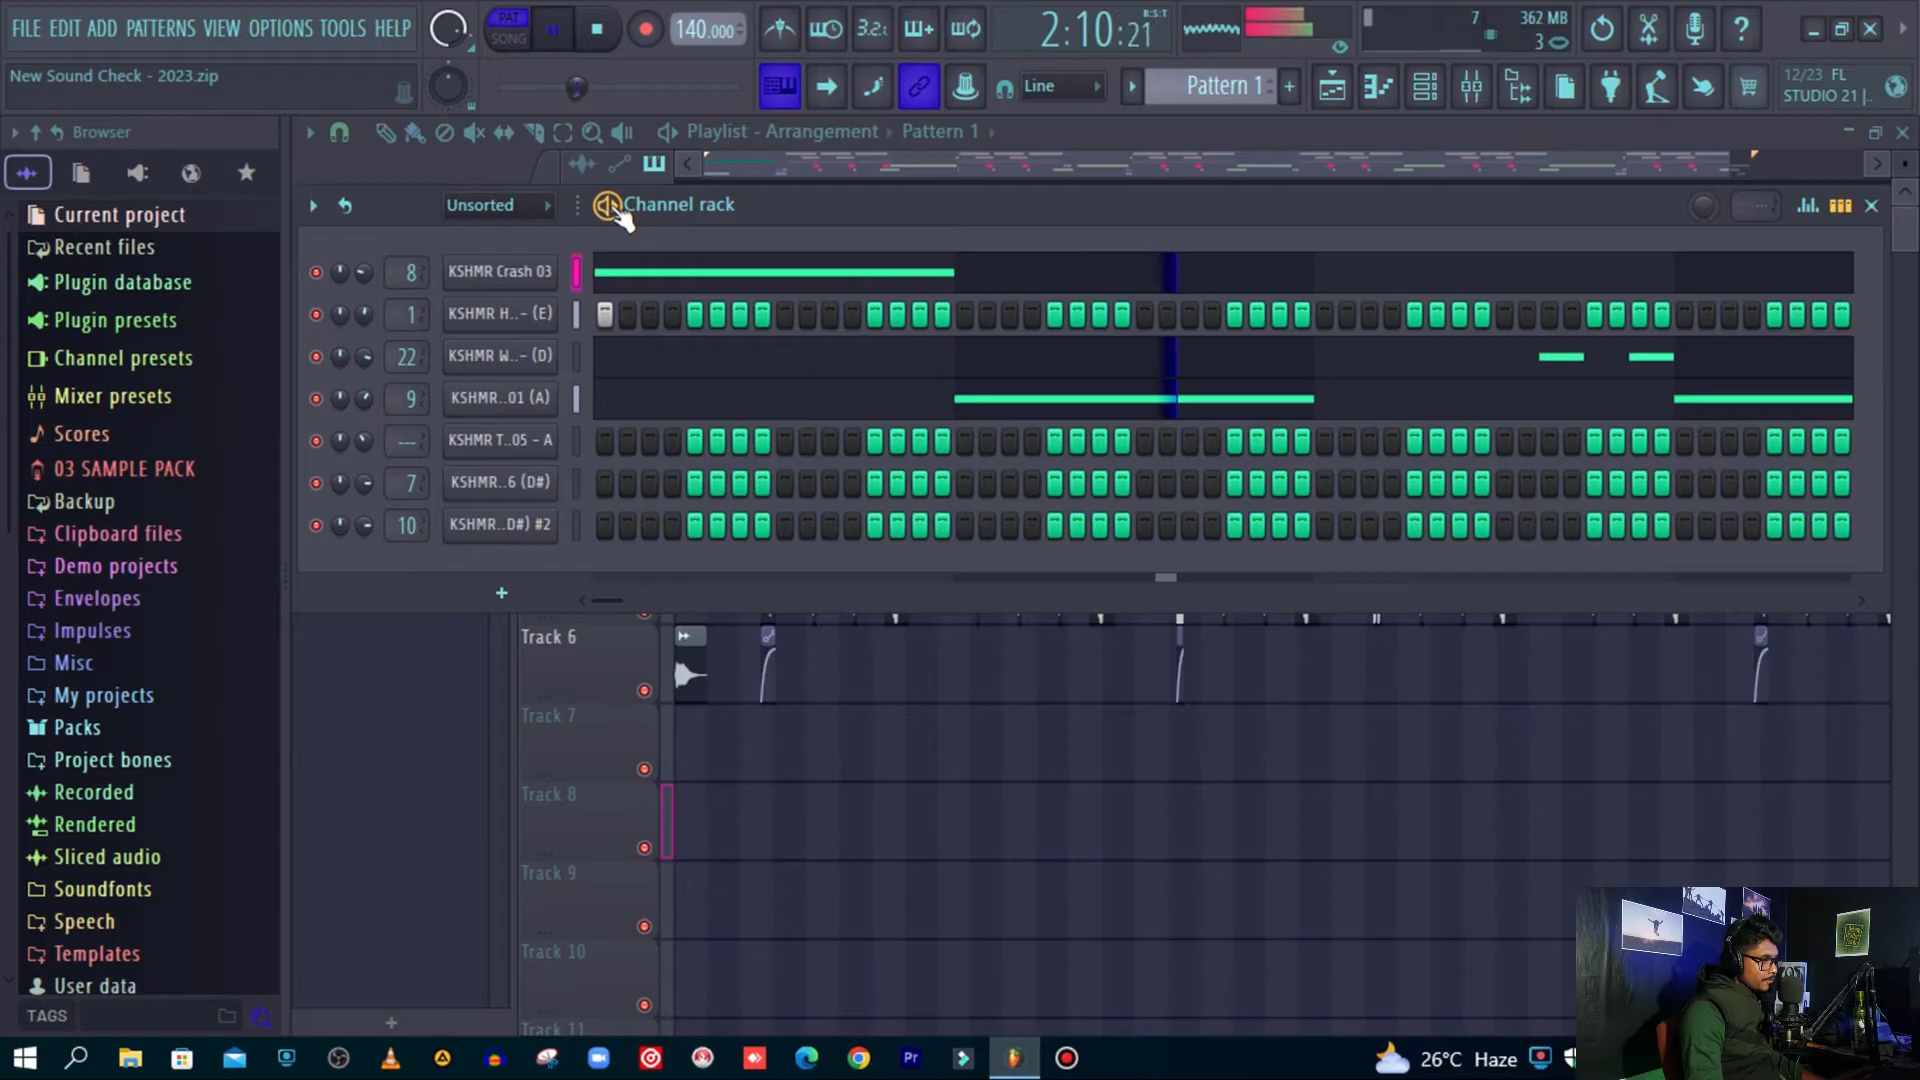 FILE EDIT ADD PATTERNS VIEW OPTIONS TOOLS HELP
PAT
SONG
140.000
3.2:
2:10:21
B:S:T
7
362 MB
3
New Sound Check - 2023.zip
Line
Pattern 1
12/23 FL
STUDIO 21 |..
Browser
Playlist - Arrangement
Pattern 1
Current project
Recent files
Plugin database
Plugin presets
Channel presets
Mixer presets
Scores
03 SAMPLE PACK
Backup
Clipboard files
Demo projects
Envelopes
Impulses
Misc
My projects
Packs
Project bones
Recorded
Rendered
Sliced audio
Soundfonts
Speech
Templates
User data
TAGS
Unsorted
Channel rack
8
KSHMR Crash 03
1
KSHMR H..- (E)
22
KSHMR W..- (D)
9
KSHMR..01 (A)
---
KSHMR T..05 - A
7
KSHMR..6 (D#)
10
KSHMR..D#) #2
Track 6
Track 7
Track 8
Track 9
Track 10
Track 11
Pr
26°C Haze